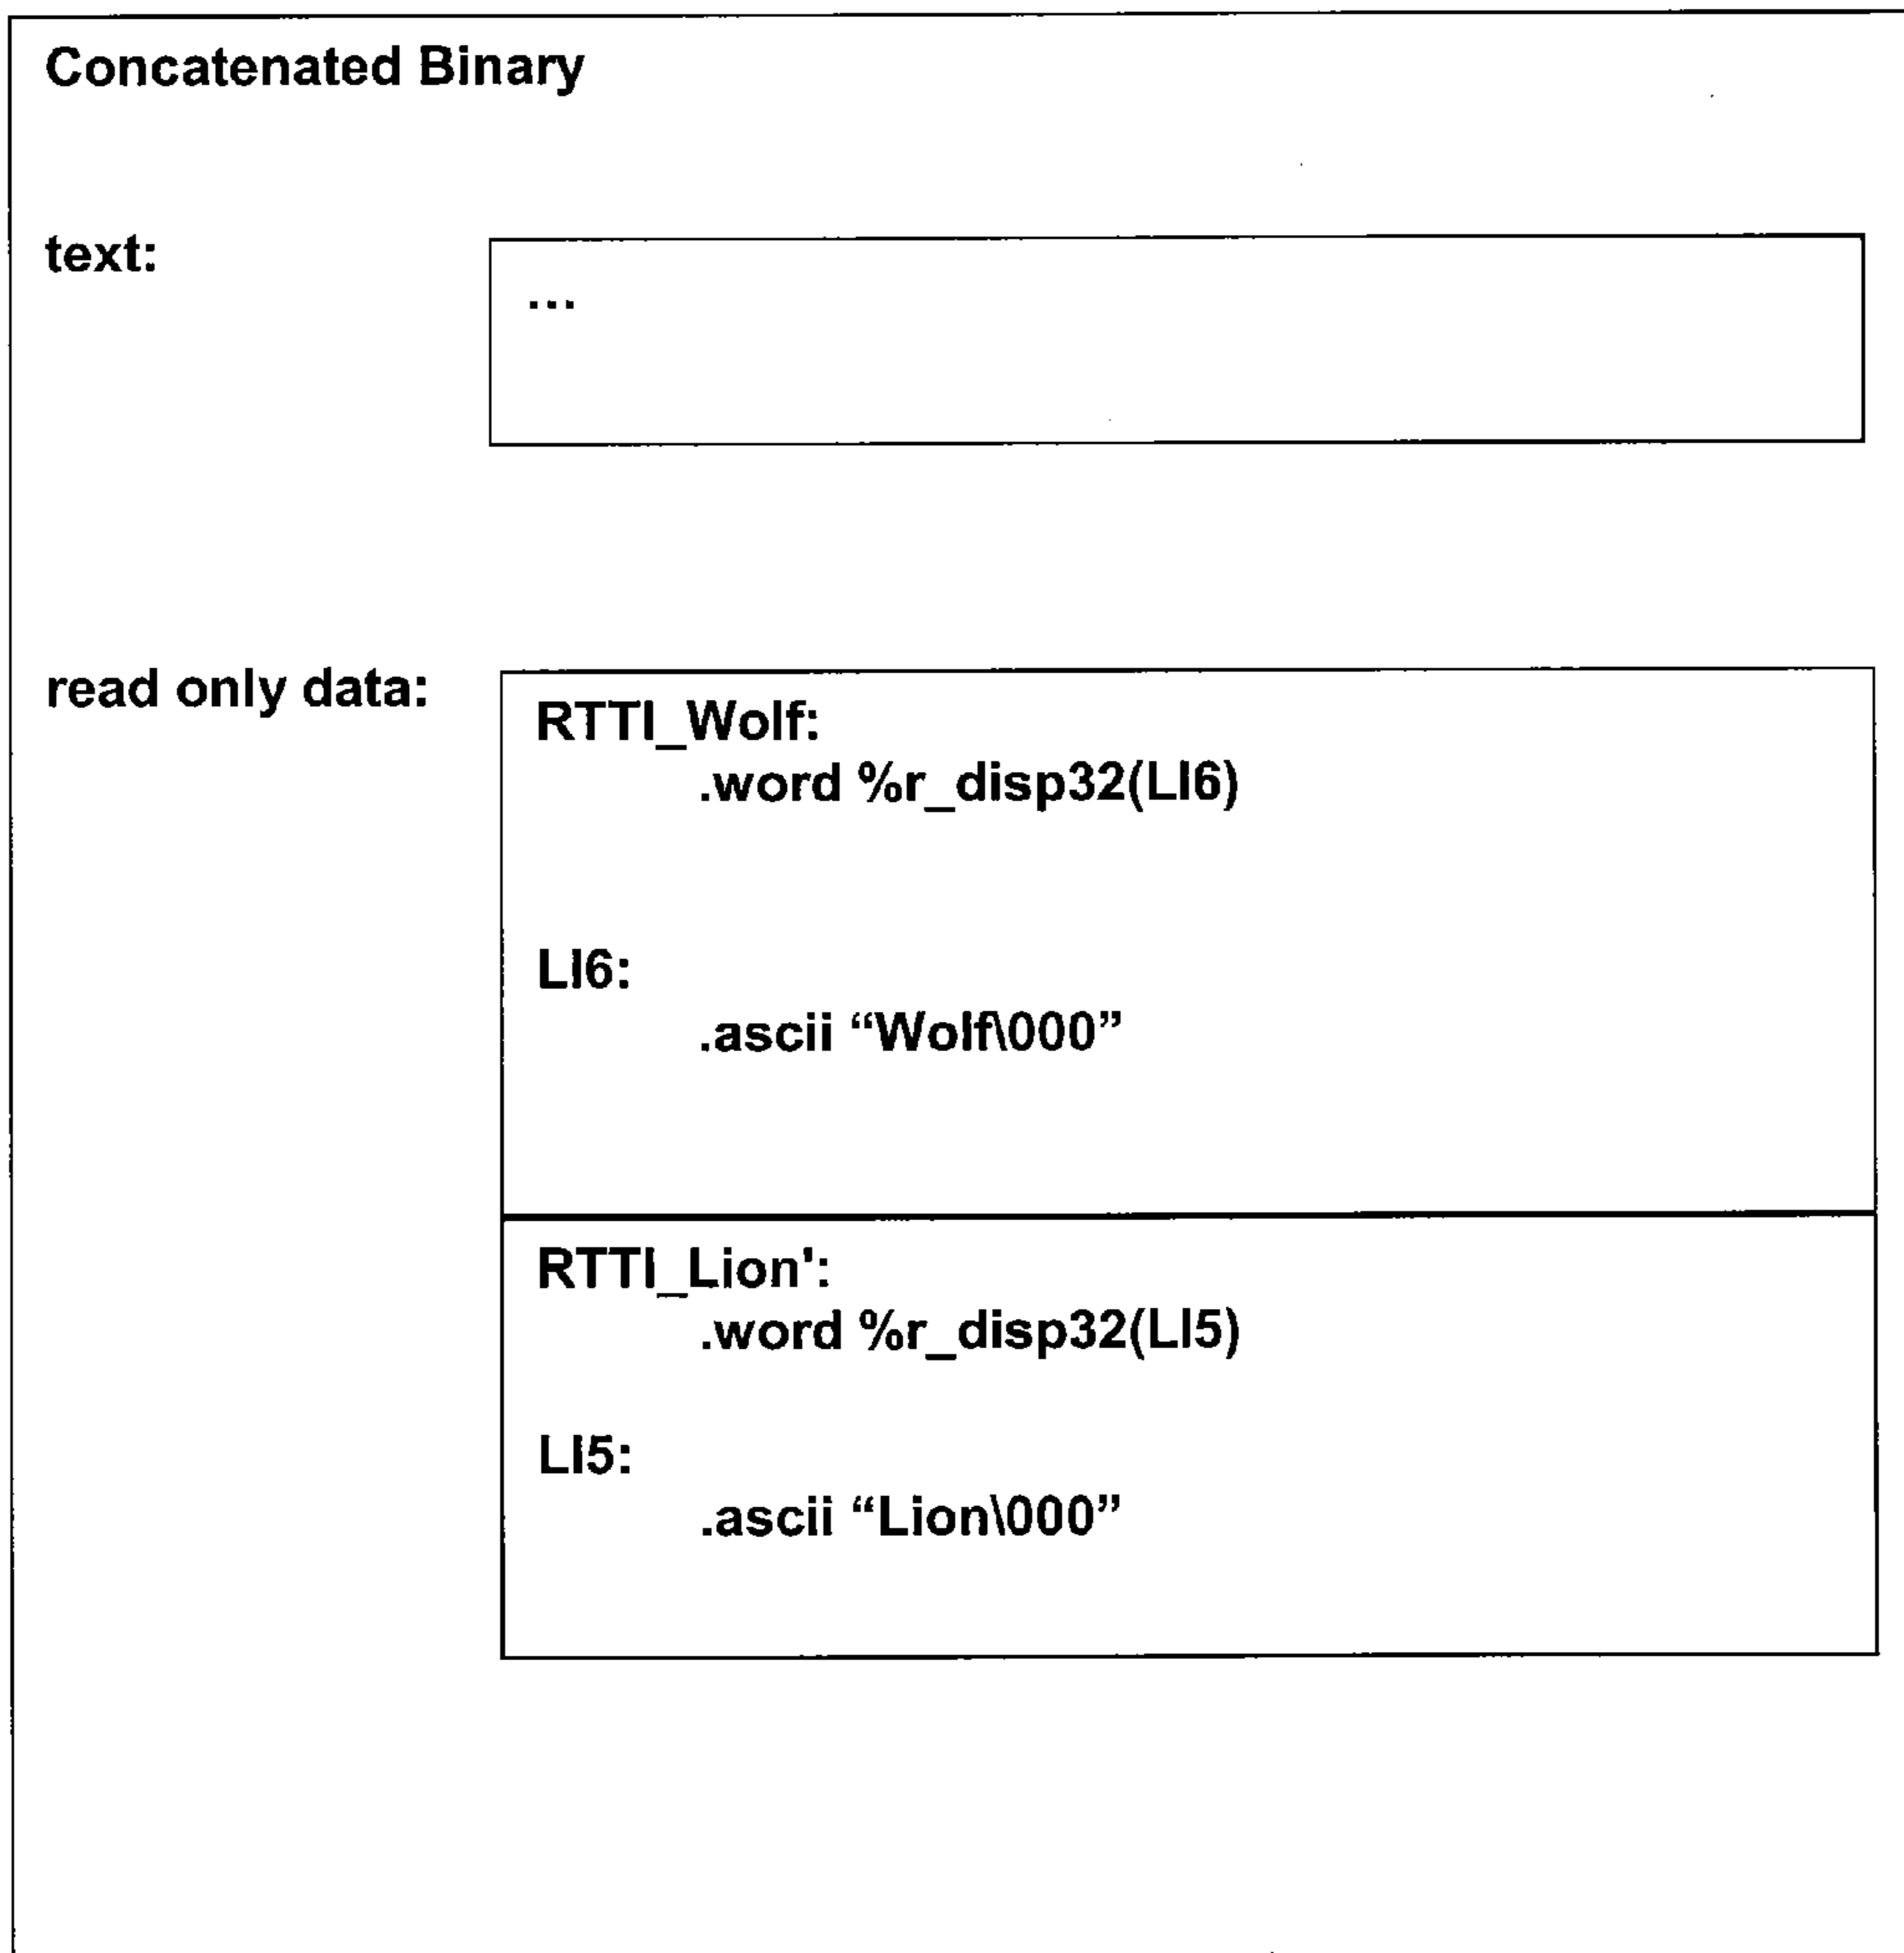 Concatenated Binary
text:
...
read only data:
RTTI_Wolf:
.word %r_disp32(LI6)
LI6:
.ascii “Wolf\000”
RTTI_Lion':
.word %r_disp32(LI5)
LI5:
.ascii “Lion\000”